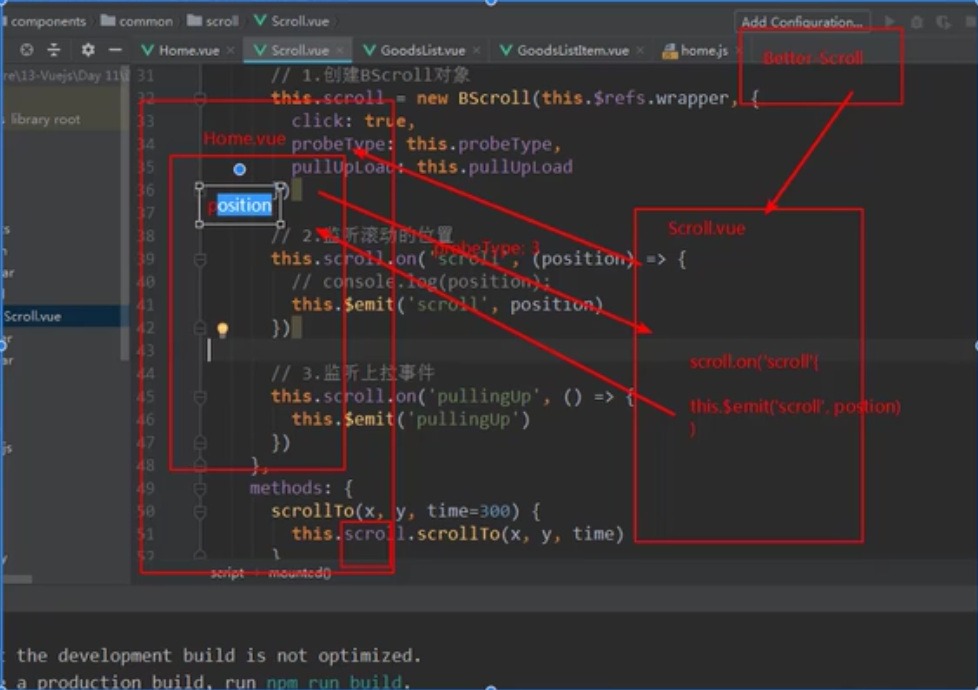 components common scroll Scroll.vue
Add Configuration...
Home.vue Scroll.vue GoodsList.vue GoodsListItem.vue home.js
Better-Scroll
re\13-Vuejs\Day 11\
library root
31 // 1.创建BScroll对象
32 this.scroll = new BScroll(this.$refs.wrapper, {
33 click: true,
Home.vue
34 probeType: this.probeType,
35 pullUpLoad: this.pullUpLoad
36 })
37
position
38 // 2.监听滚动的位置
Scroll.vue
probeType: 3
39 this.scroll.on('scroll', (position) => {
40 // console.log(position);
41 this.$emit('scroll', position)
Scroll.vue
42 })
43
scroll.on('scroll'{
44 // 3.监听上拉事件
45 this.scroll.on('pullingUp', () => {
this.$emit('scroll', postion)
46 this.$emit('pullingUp')
)
47 })
48 },
49 methods: {
50 scrollTo(x, y, time=300) {
51 this.scroll.scrollTo(x, y, time)
52 }
script mounted()
t the development build is not optimized.
a production build, run npm run build.